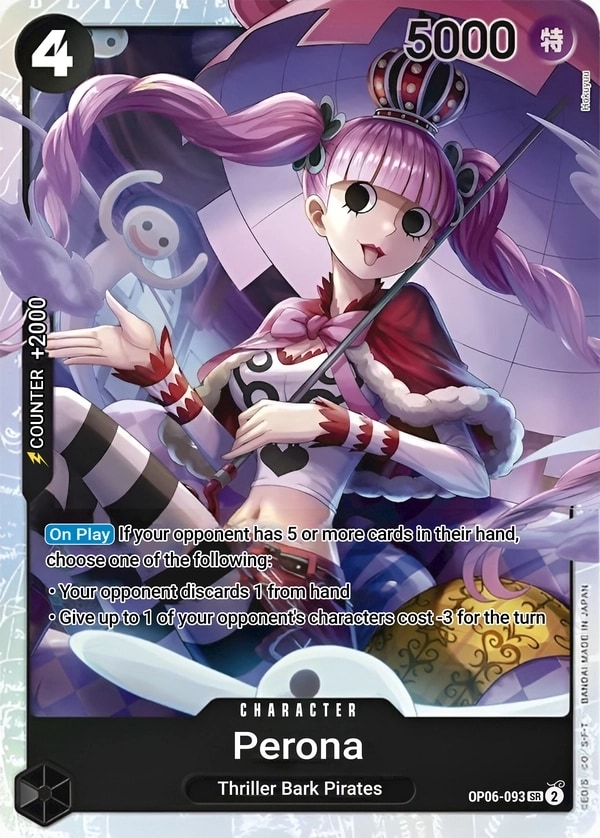 4
5000
特
Hokuyuu
COUNTER +2000
On Play If your opponent has 5 or more cards in their hand,
choose one of the following:
• Your opponent discards 1 from hand
• Give up to 1 of your opponent's characters cost -3 for the turn
BANDAI MADE IN JAPAN
CHARACTER
Perona
Thriller Bark Pirates
OP06-093 SR 2